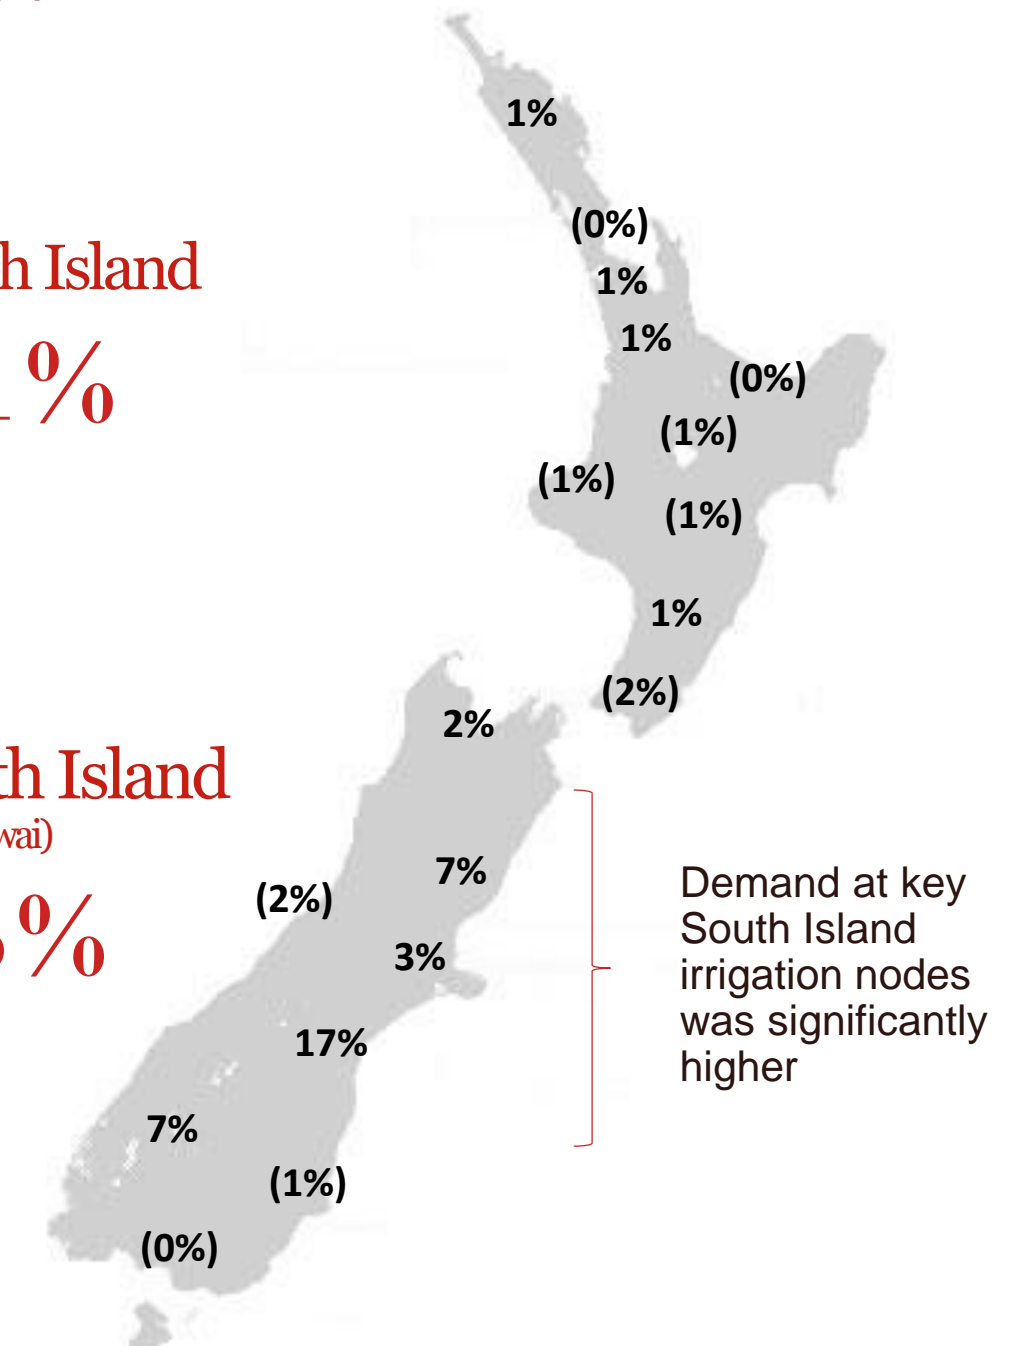 1%
(0%)
h Island
1%
1%
%
(0%)
(1%)
(1%)
(1%)
1%
(2%)
2%
th Island
wai)
7%
(2%)
%
3%
Demand at key
South Island
irrigation nodes
was significantly
higher
17%
7%
(1%)
(0%)